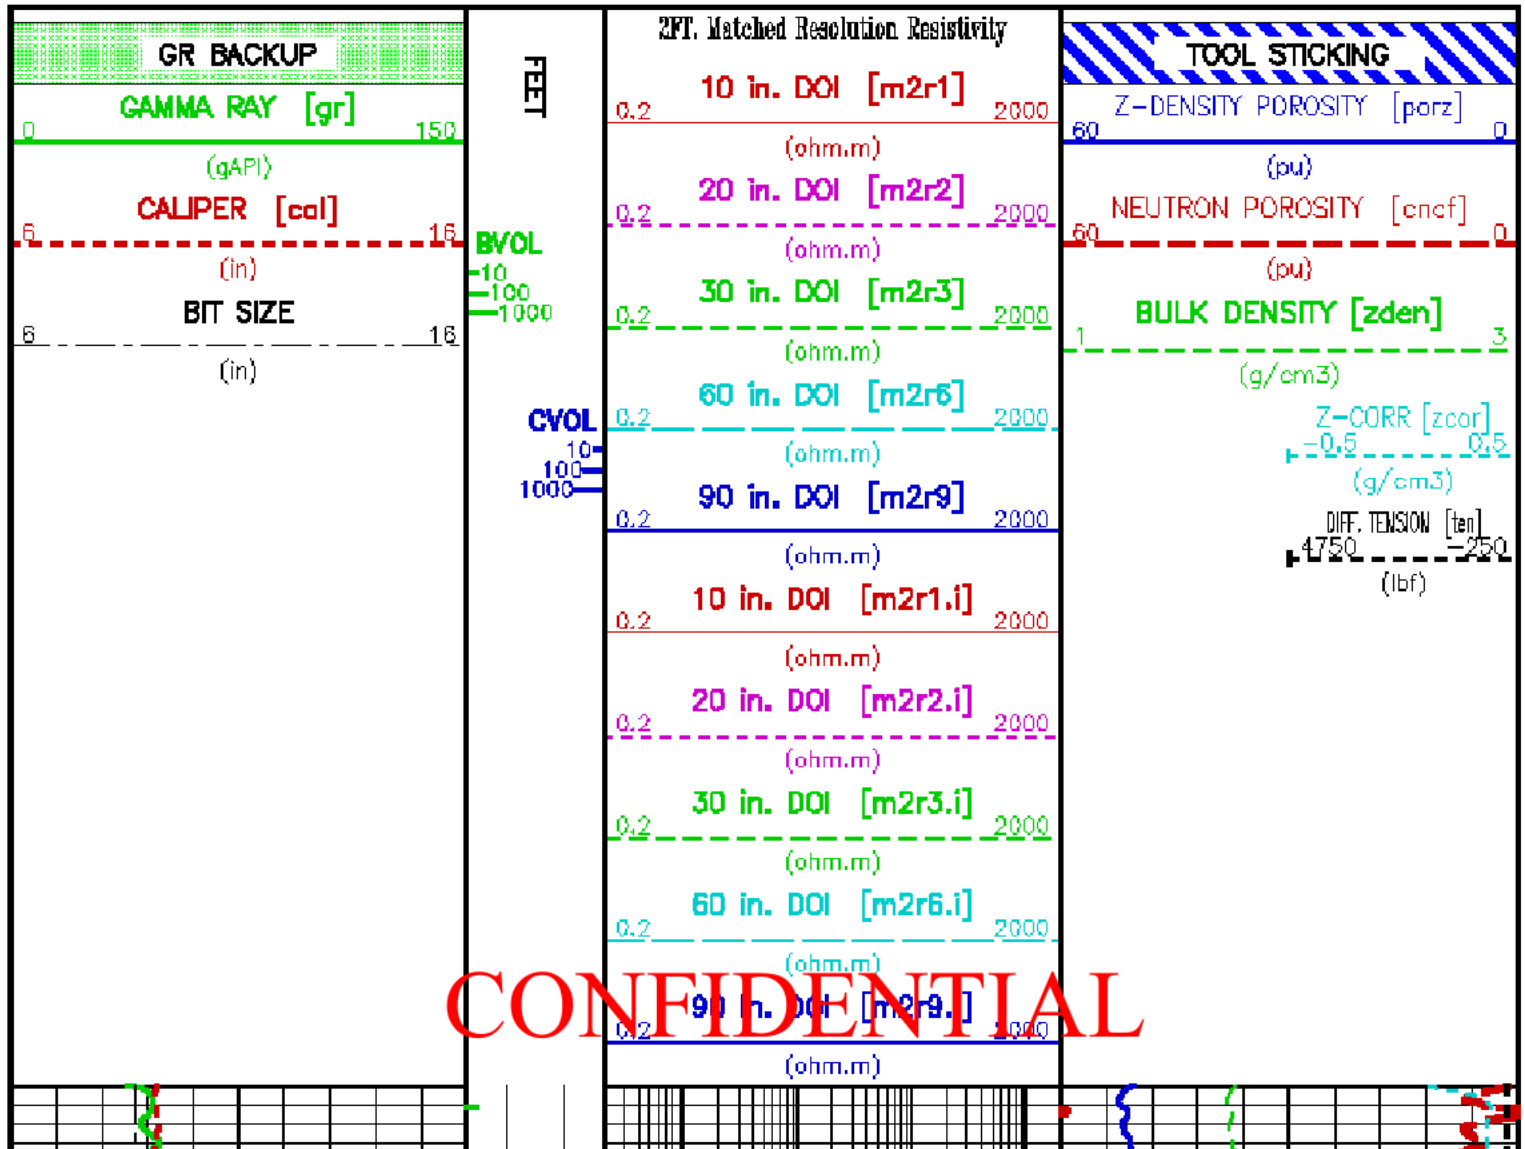 GR BACKUP
GAMMA RAY [gr]
0 150
(gAPI)
CALIPER [cal]
6 16
(in)
BIT SIZE
6 16
(in)
FEET
BVOL
10
100
1000
CVOL
10
100
1000
2FT. Matched Resolution Resistivity
10 in. DOI [m2r1]
0.2 2000
(ohm.m)
20 in. DOI [m2r2]
0.2 2000
(ohm.m)
30 in. DOI [m2r3]
0.2 2000
(ohm.m)
60 in. DOI [m2r6]
0.2 2000
(ohm.m)
90 in. DOI [m2r9]
0.2 2000
(ohm.m)
10 in. DOI [m2r1.i]
0.2 2000
(ohm.m)
20 in. DOI [m2r2.i]
0.2 2000
(ohm.m)
30 in. DOI [m2r3.i]
0.2 2000
(ohm.m)
60 in. DOI [m2r6.i]
0.2 2000
(ohm.m)
90 in. DOI [m2r9.i]
0.2 2000
(ohm.m)
TOOL STICKING
Z-DENSITY POROSITY [porz]
60 0
(pu)
NEUTRON POROSITY [cncf]
60 0
(pu)
BULK DENSITY [zden]
1 3
(g/cm3)
Z-CORR [zcor]
-0.5 0.5
(g/cm3)
DIFF. TENSION [ten]
4750 -250
(lbf)
CONFIDENTIAL